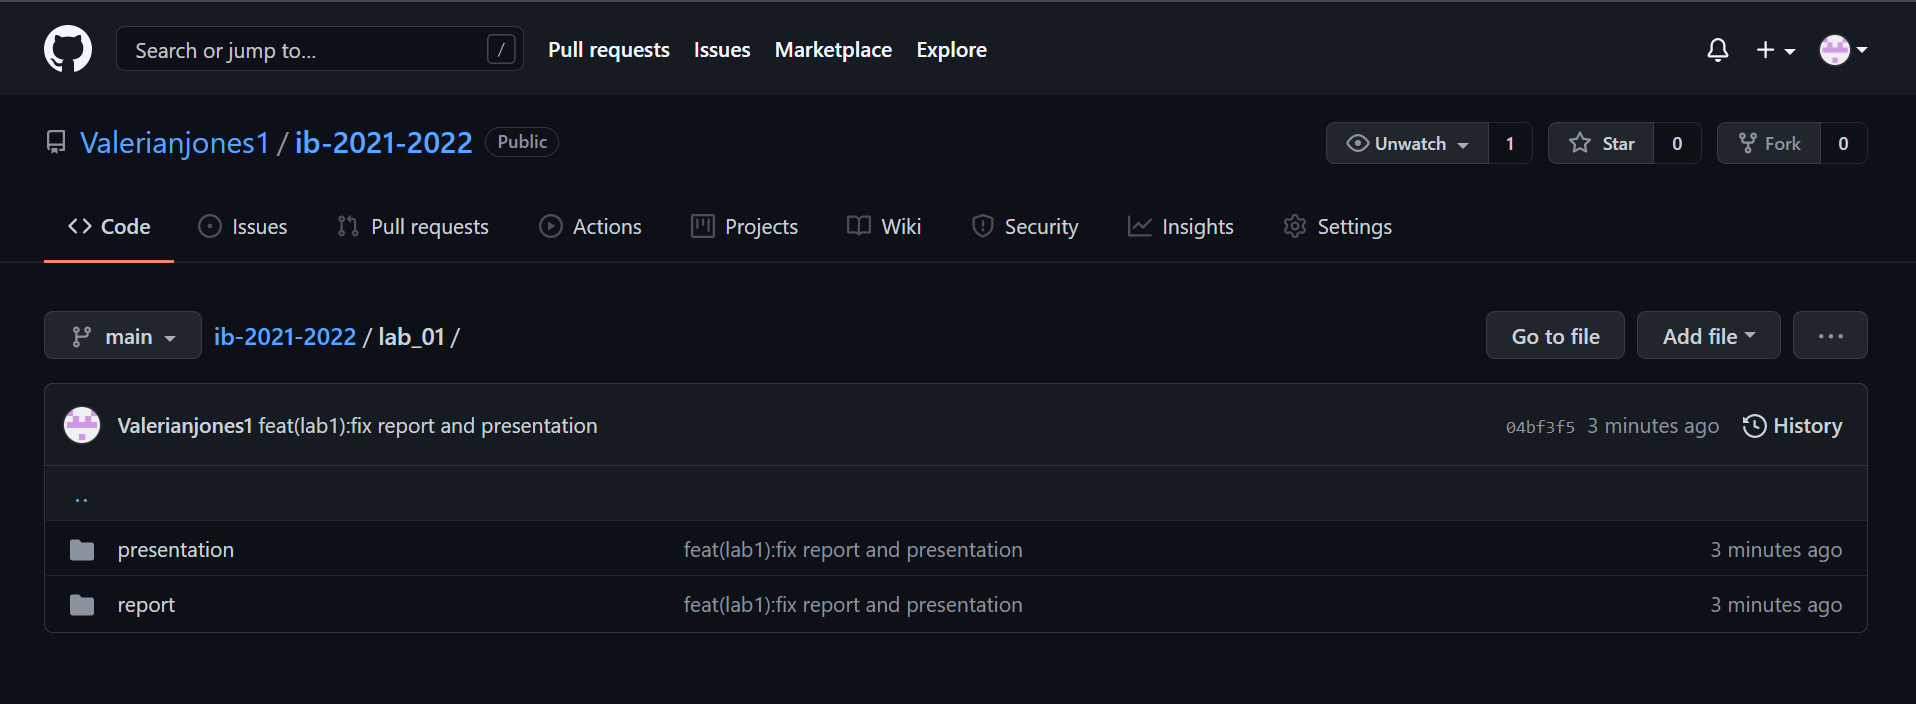 Search or jump to... / Pull requests Issues Marketplace Explore
Valerianjones1 / ib-2021-2022 Public Unwatch 1 Star 0 Fork 0
Code Issues Pull requests Actions Projects Wiki Security Insights Settings
main ib-2021-2022 / lab_01 / Go to file Add file ...
Valerianjones1 feat(lab1):fix report and presentation 04bf3f5 3 minutes ago History
..
presentation feat(lab1):fix report and presentation 3 minutes ago
report feat(lab1):fix report and presentation 3 minutes ago